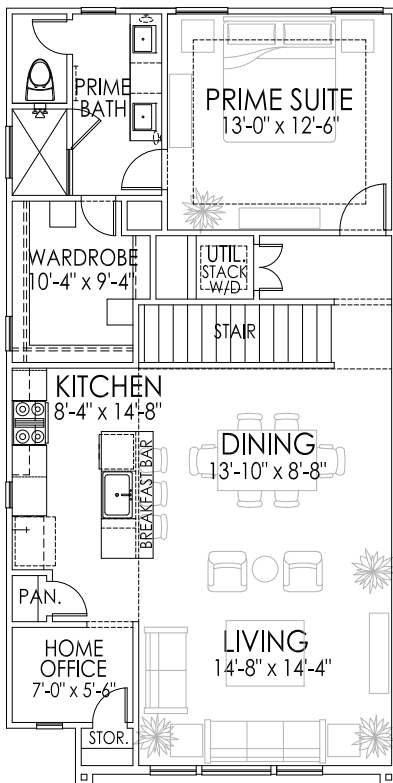 PRIME
BATH
PRIME SUITE
13'-0" x 12'-6"
WARDROBE
10'-4" x 9'-4"
UTIL.
STACK
W/D
STAIR
KITCHEN
8'-4" x 14'-8"
BREAKFAST BAR
DINING
13'-10" x 8'-8"
PAN.
HOME
OFFICE
7'-0" x 5'-6"
LIVING
14'-8" x 14'-4"
STOR.